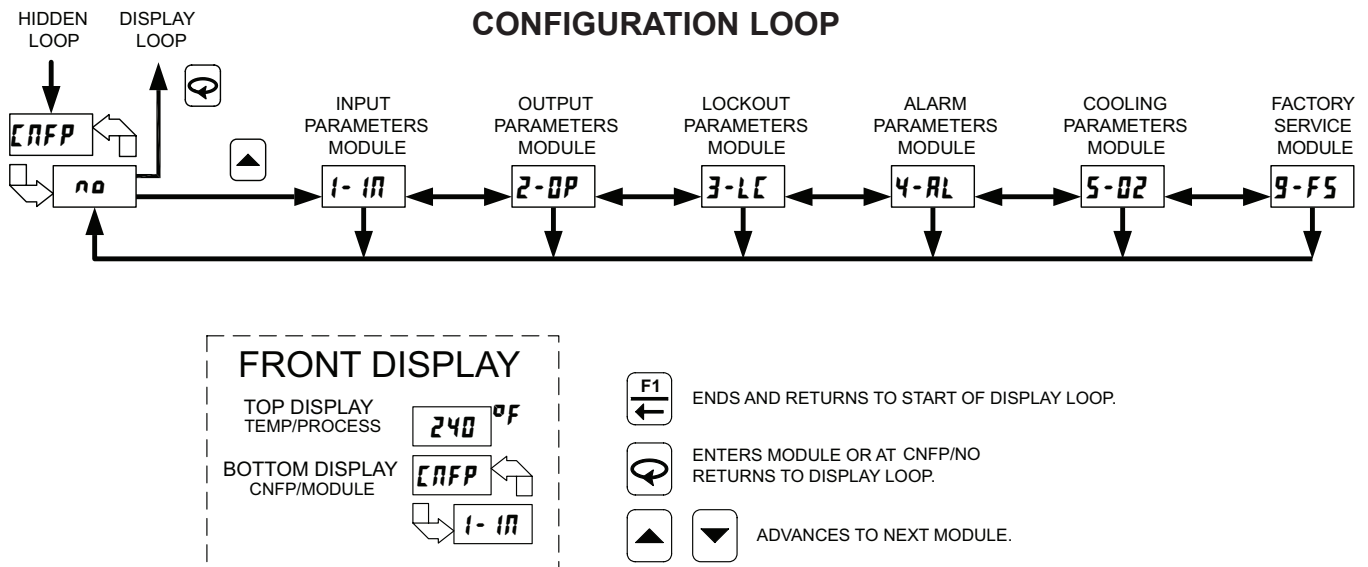 CONFIGURATION LOOP
HIDDEN
LOOP
DISPLAY
LOOP
CNFP
no
INPUT
PARAMETERS
MODULE
1-IN
OUTPUT
PARAMETERS
MODULE
2-OP
LOCKOUT
PARAMETERS
MODULE
3-LC
ALARM
PARAMETERS
MODULE
4-AL
COOLING
PARAMETERS
MODULE
5-O2
FACTORY
SERVICE
MODULE
9-FS
FRONT DISPLAY
TOP DISPLAY
TEMP/PROCESS
240 °F
BOTTOM DISPLAY
CNFP/MODULE
CNFP
1-IN
F1
ENDS AND RETURNS TO START OF DISPLAY LOOP.
ENTERS MODULE OR AT CNFP/NO
RETURNS TO DISPLAY LOOP.
ADVANCES TO NEXT MODULE.